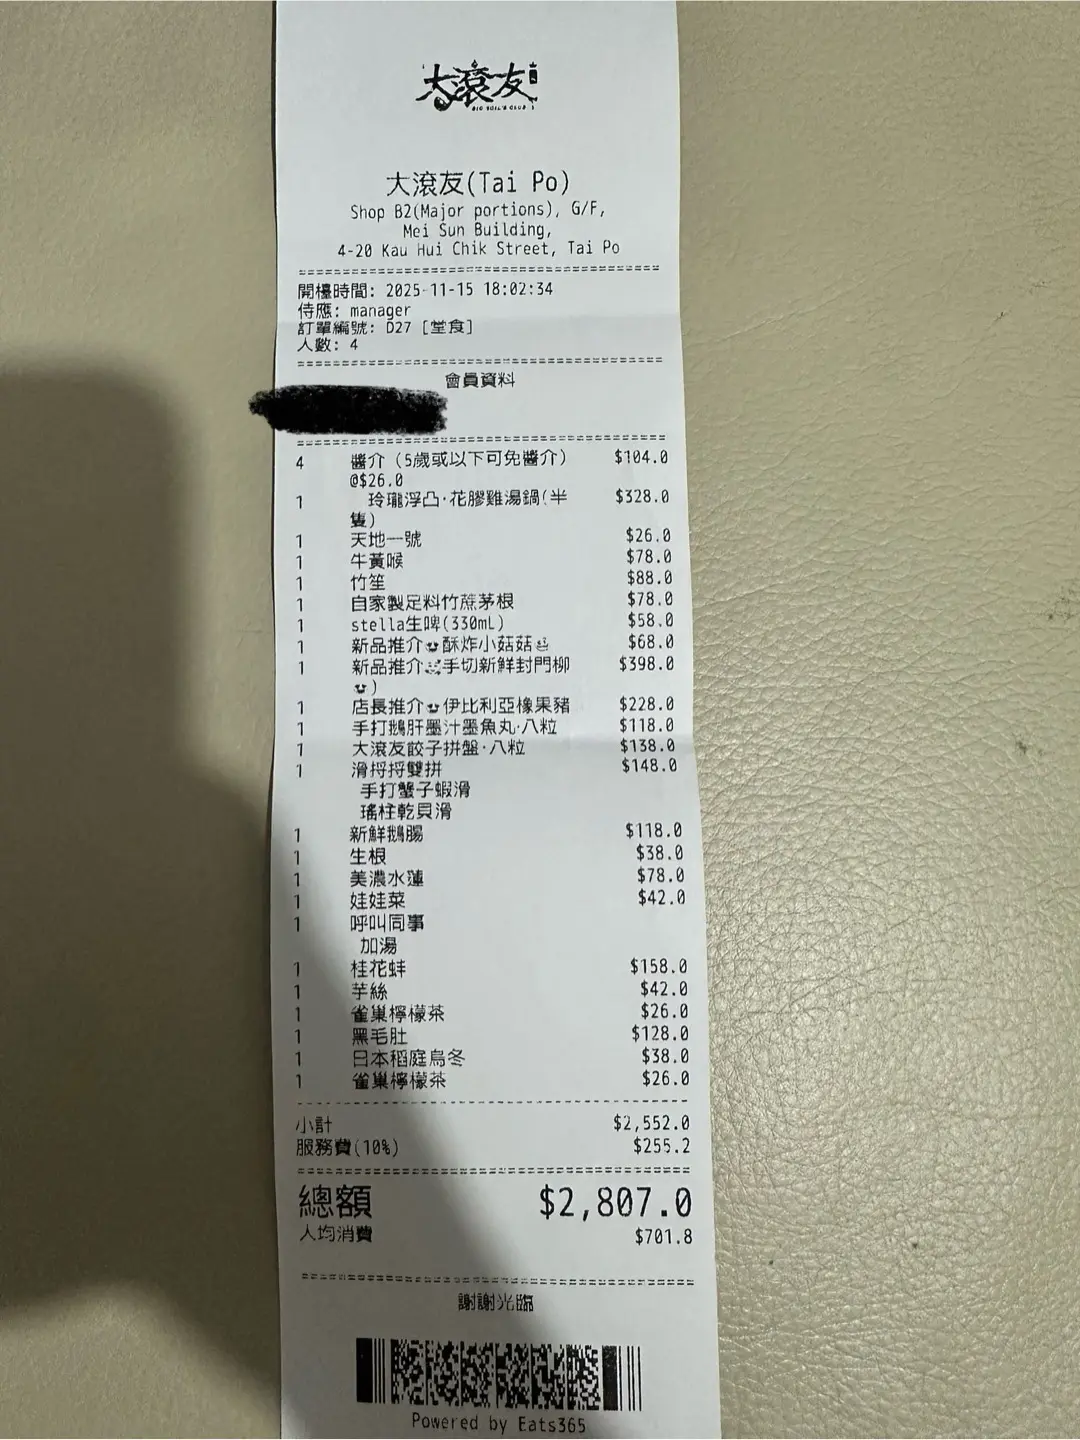 大滾友
BIG BOIL'S CLUB
大滾友(Tai Po)
Shop B2(Major portions), G/F,
Mei Sun Building,
4-20 Kau Hui Chik Street, Tai Po
開檯時間: 2025-11-15 18:02:34
侍應: manager
訂單編號: D27 [堂食]
人數: 4
會員資料
4 醬介 (5歲或以下可免醬介) $104.0
@$26.0
1 玲瓏浮凸·花膠雞湯鍋(半 $328.0
隻)
1 天地一號 $26.0
1 牛黃喉 $78.0
1 竹笙 $88.0
1 自家製足料竹蔗茅根 $78.0
1 stella生啤(330mL) $58.0
1 新品推介酥炸小菇菇 $68.0
1 新品推介手切新鮮封門柳 $398.0
)
1 店長推介伊比利亞橡果豬 $228.0
1 手打鵝肝墨汁墨魚丸·八粒 $118.0
1 大滾友餃子拼盤·八粒 $138.0
1 滑捋捋雙拼 $148.0
手打蟹子蝦滑
瑤柱乾貝滑
1 新鮮鵝腸 $118.0
1 生根 $38.0
1 美濃水蓮 $78.0
1 娃娃菜 $42.0
1 呼叫同事
加湯
1 桂花蚌 $158.0
1 芋絲 $42.0
1 雀巢檸檬茶 $26.0
1 黑毛肚 $128.0
1 日本稻庭烏冬 $38.0
1 雀巢檸檬茶 $26.0
小計 $2,552.0
服務費(10%) $255.2
總額 $2,807.0
人均消費 $701.8
謝謝光臨
Powered by Eats365